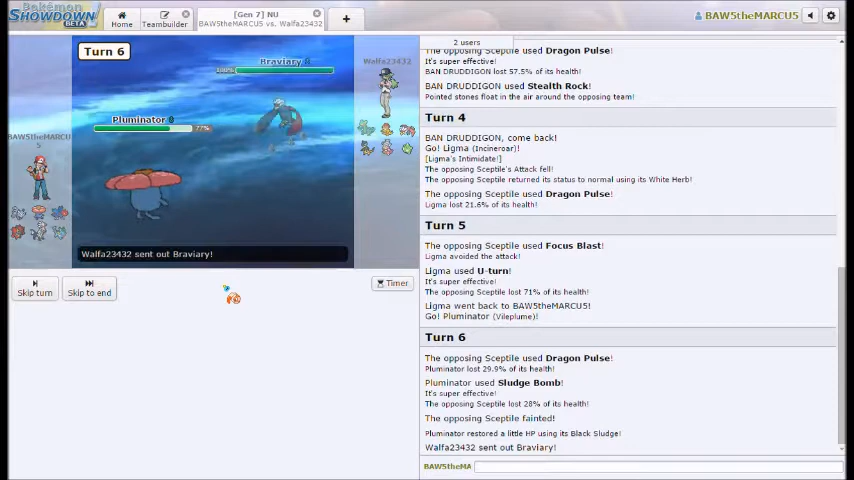 Pokémon
SHOWDOWN
BETA
Home
Teambuilder
[Gen 7] NU
BAW5theMARCU5 vs. Walfa23432
BAW5theMARCU5
Turn 6
Braviary
100%
Walfa23432
Pluminator
77%
BAW5theMARCU
5
Walfa23432 sent out Braviary!
Skip turn
Skip to end
Timer
2 users
The opposing Sceptile used Dragon Pulse!
It's super effective!
BAN DRUDDIGON lost 57.5% of its health!
BAN DRUDDIGON used Stealth Rock!
Pointed stones float in the air around the opposing team!
Turn 4
BAN DRUDDIGON, come back!
Go! Ligma (Incineroar)!
[Ligma's Intimidate!]
The opposing Sceptile's Attack fell!
The opposing Sceptile returned its status to normal using its White Herb!
The opposing Sceptile used Dragon Pulse!
Ligma lost 21.6% of its health!
Turn 5
The opposing Sceptile used Focus Blast!
Ligma avoided the attack!
Ligma used U-turn!
It's super effective!
The opposing Sceptile lost 71% of its health!
Ligma went back to BAW5theMARCU5!
Go! Pluminator (Vileplume)!
Turn 6
The opposing Sceptile used Dragon Pulse!
Pluminator lost 29.9% of its health!
Pluminator used Sludge Bomb!
It's super effective!
The opposing Sceptile lost 28% of its health!
The opposing Sceptile fainted!
Pluminator restored a little HP using its Black Sludge!
Walfa23432 sent out Braviary!
BAW5theMA